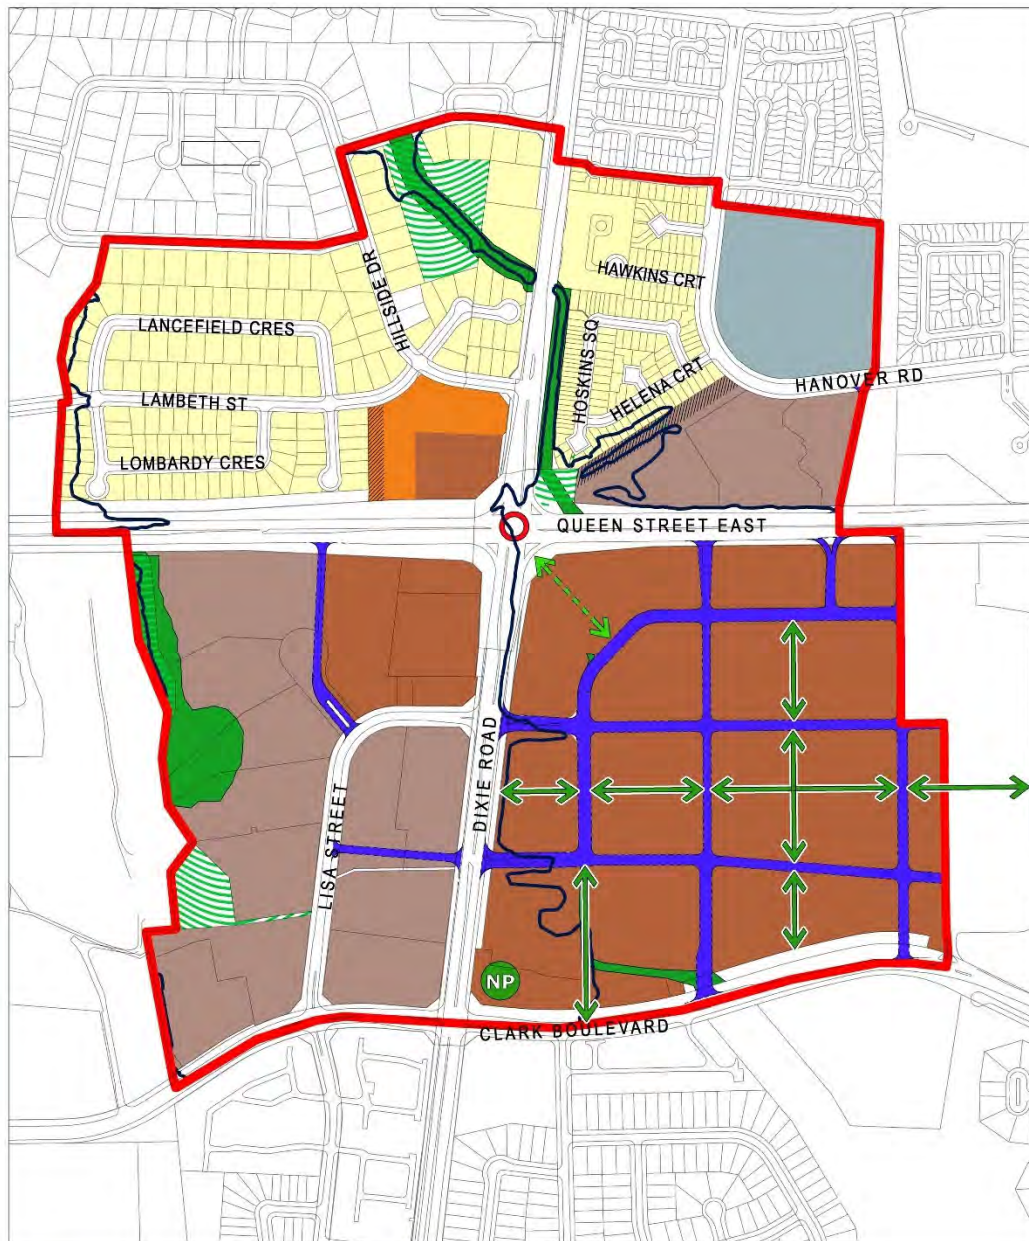 HILLSIDE DR
HAWKINS CRT
LANCEFIELD CRES
HOSKINS SQ
HELENA CRT
HANOVER RD
LAMBETH ST
LOMBARDY CRES
QUEEN STREET EAST
DIXIE ROAD
LISA STREET
NP
CLARK BOULEVARD